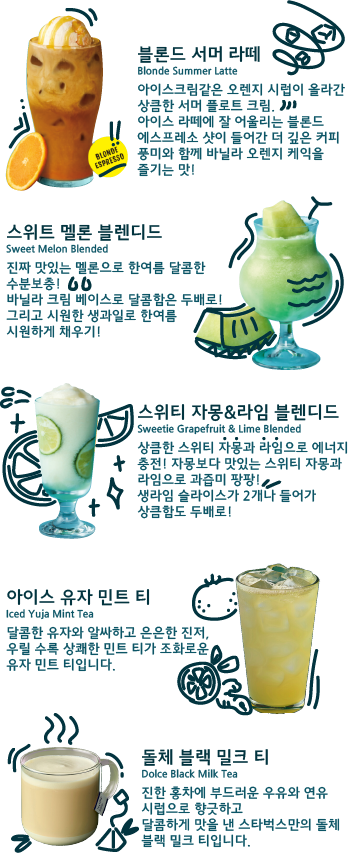 블론드 서머 라떼
Blonde Summer Latte
아이스크림같은 오렌지 시럽이 올라간
상큼한 서머 플로트 크림.
아이스 라떼에 잘 어울리는 블론드
에스프레소 샷이 들어간 더 깊은 커피
풍미와 함께 바닐라 오렌지 케익을
즐기는 맛!
BLONDE
ESPRESSO
스위트 멜론 블렌디드
Sweet Melon Blended
진짜 맛있는 멜론으로 한여름 달콤한
수분보충!
바닐라 크림 베이스로 달콤함은 두배로!
그리고 시원한 생과일로 한여름
시원하게 채우기!
스위티 자몽&라임 블렌디드
Sweetie Grapefruit & Lime Blended
상큼한 스위티 자몽과 라임으로 에너지
충전! 자몽보다 맛있는 스위티 자몽과
라임으로 과즙미 팡팡!
생라임 슬라이스가 2개나 들어가
상큼함도 두배로!
아이스 유자 민트 티
Iced Yuja Mint Tea
달콤한 유자와 알싸하고 은은한 진저,
우릴 수록 상쾌한 민트 티가 조화로운
유자 민트 티입니다.
돌체 블랙 밀크 티
Dolce Black Milk Tea
진한 홍차에 부드러운 우유와 연유
시럽으로 향긋하고
달콤하게 맛을 낸 스타벅스만의 돌체
블랙 밀크 티입니다.